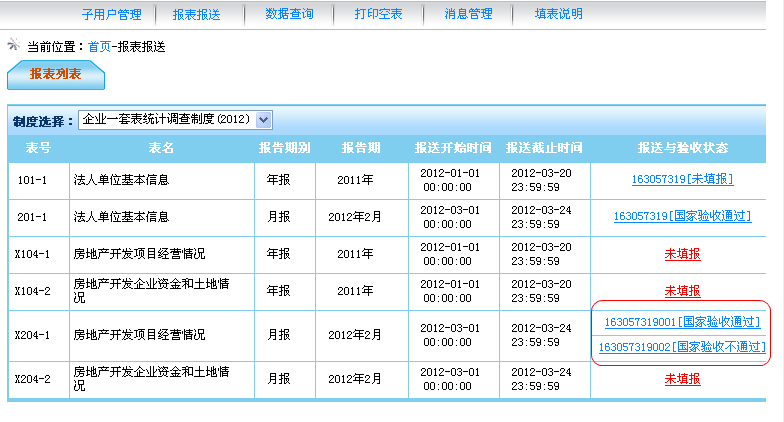 子用户管理 报表报送 数据查询 打印空表 消息管理 填表说明
当前位置：首页-报表报送
报表列表
制度选择： 企业一套表统计调查制度(2012)
表号 表名 报告期别 报告期 报送开始时间 报送截止时间 报送与验收状态
101-1 法人单位基本信息 年报 2011年 2012-01-01 00:00:00 2012-03-20 23:59:59 163057319[未填报]
201-1 法人单位基本信息 月报 2012年2月 2012-03-01 00:00:00 2012-03-24 23:59:59 163057319[国家验收通过]
X104-1 房地产开发项目经营情况 年报 2011年 2012-01-01 00:00:00 2012-03-20 23:59:59 未填报
X104-2 房地产开发企业资金和土地情况 年报 2011年 2012-01-01 00:00:00 2012-03-20 23:59:59 未填报
X204-1 房地产开发项目经营情况 月报 2012年2月 2012-03-01 00:00:00 2012-03-24 23:59:59 163057319001[国家验收通过]
163057319002[国家验收不通过]
X204-2 房地产开发企业资金和土地情况 月报 2012年2月 2012-03-01 00:00:00 2012-03-24 23:59:59 未填报